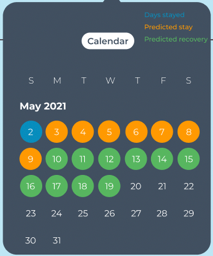 Days stayed
Predicted stay
Predicted recovery
Calendar
S M T W T F S
May 2021
2 3 4 5 6 7 8
9 10 11 12 13 14 15
16 17 18 19 20 21 22
23 24 25 26 27 28 29
30 31